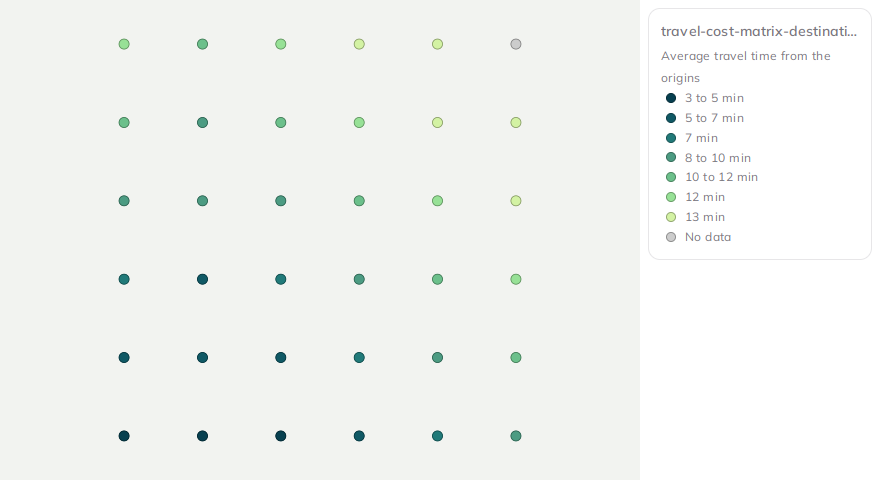 travel-cost-matrix-destinati...
Average travel time from the
origins
3 to 5 min
5 to 7 min
7 min
8 to 10 min
10 to 12 min
12 min
13 min
No data